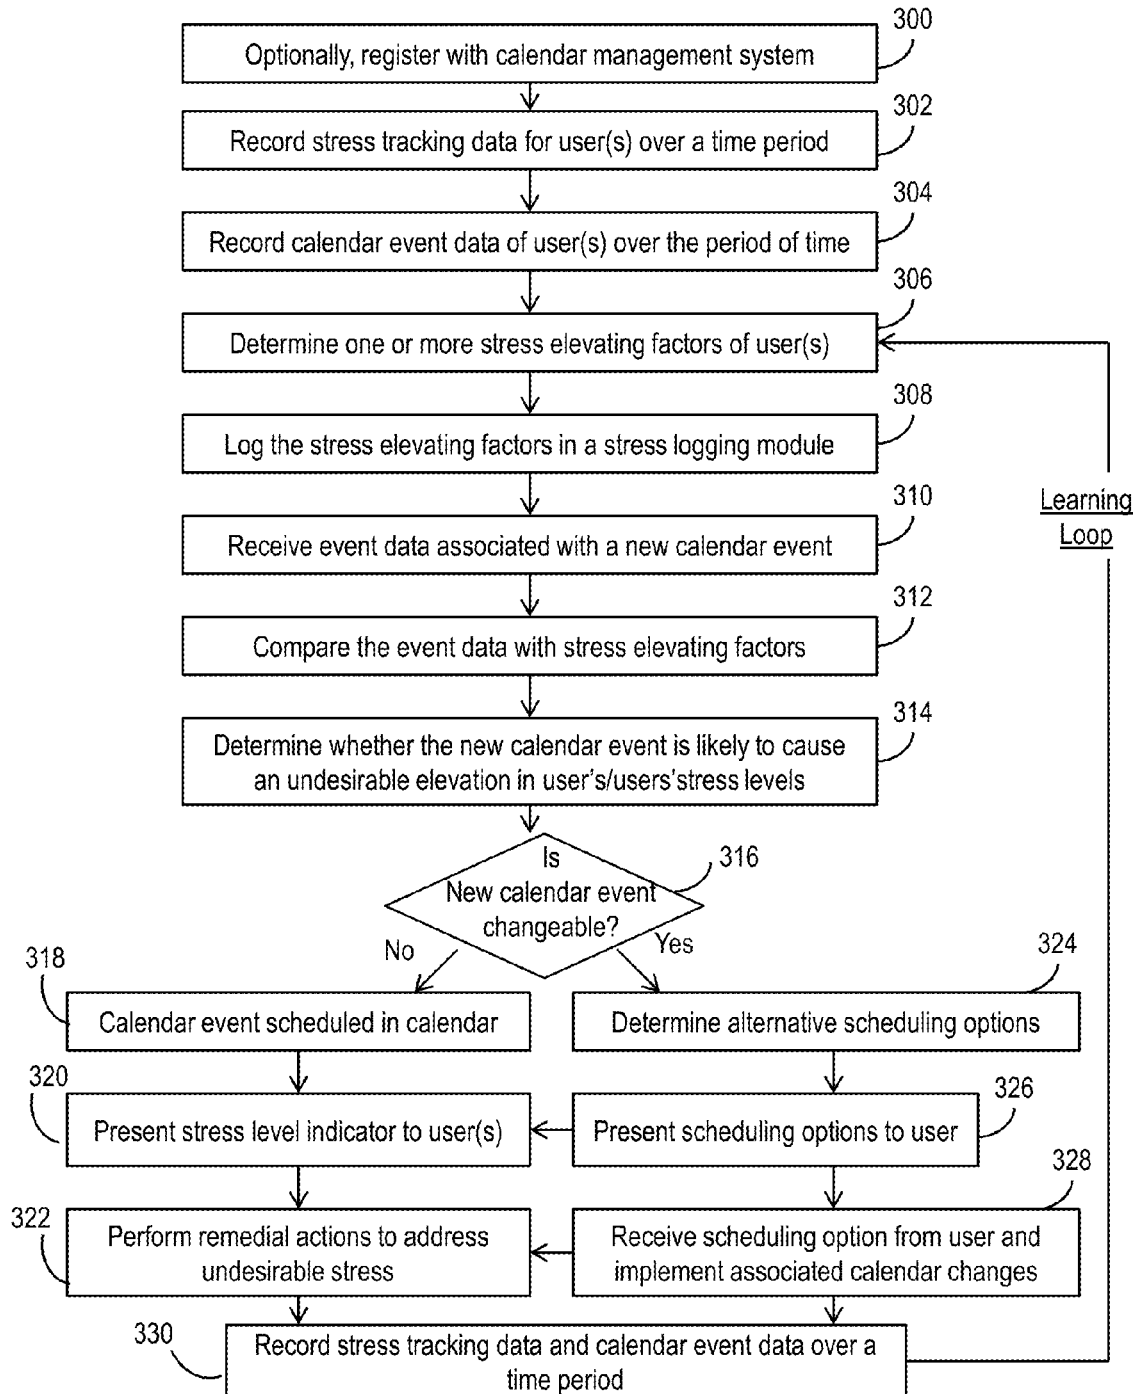 300
Optionally, register with calendar management system
302
Record stress tracking data for user(s) over a time period
304
Record calendar event data of user(s) over the period of time
306
Determine one or more stress elevating factors of user(s)
308
Log the stress elevating factors in a stress logging module
310
Learning
Loop
Receive event data associated with a new calendar event
312
Compare the event data with stress elevating factors
314
Determine whether the new calendar event is likely to cause
an undesirable elevation in user's/users'stress levels
316
Is
New calendar event
changeable?
No
Yes
318
324
Calendar event scheduled in calendar
Determine alternative scheduling options
320
326
Present stress level indicator to user(s)
Present scheduling options to user
322
328
Perform remedial actions to address
undesirable stress
Receive scheduling option from user and
implement associated calendar changes
330
Record stress tracking data and calendar event data over a
time period